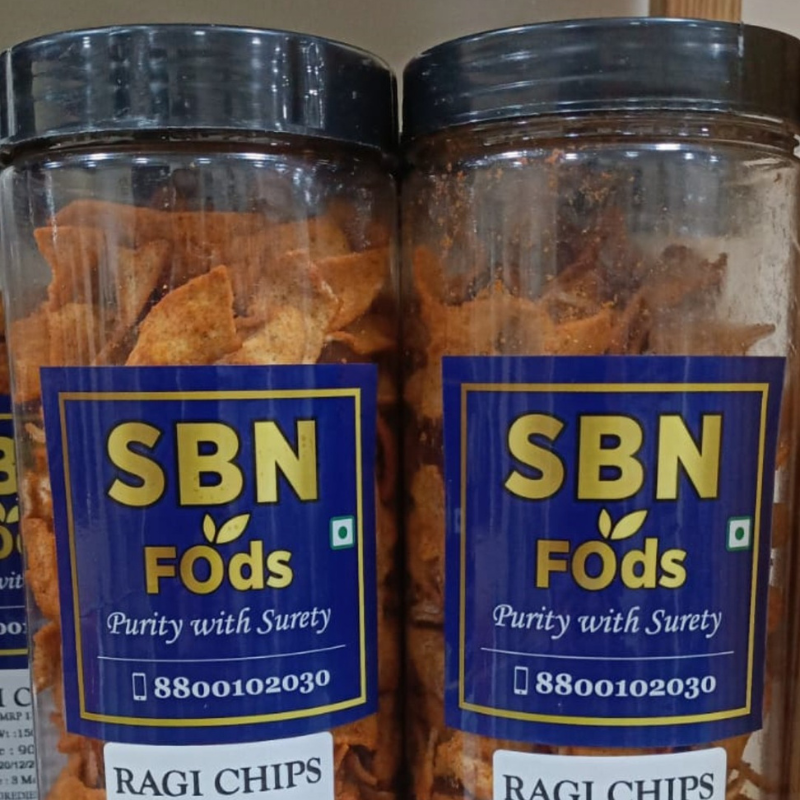 SBN
FOds
Purity with Surety
8800102030
RAGI CHIPS
SBN
FOds
Purity with Surety
8800102030
RAGI CHIPS